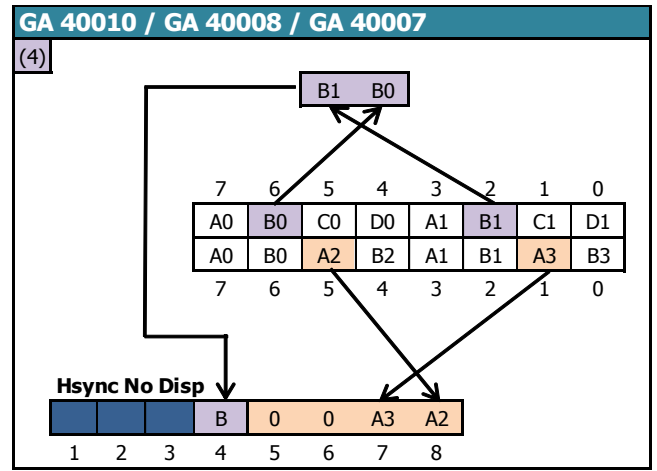 GA 40010 / GA 40008 / GA 40007
(4)
B1 B0
7 6 5 4 3 2 1 0
A0 B0 C0 D0 A1 B1 C1 D1
A0 B0 A2 B2 A1 B1 A3 B3
7 6 5 4 3 2 1 0
Hsync No Disp
B 0 0 A3 A2
1 2 3 4 5 6 7 8